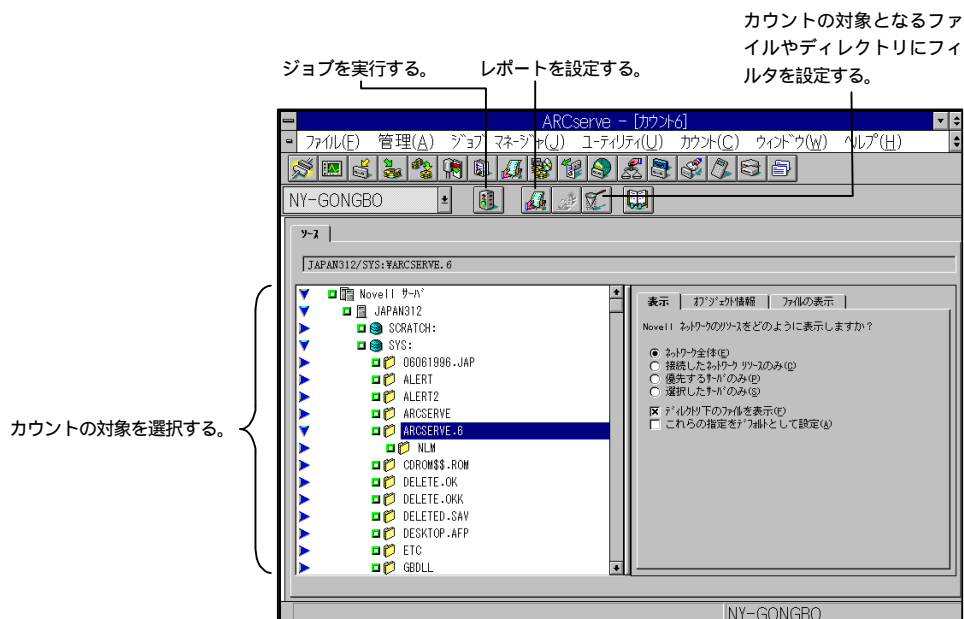 カウントの対象となるファ
イルやディレクトリにフィ
ルタを設定する。
ジョブを実行する。
レポートを設定する。
ARCserve - [ｶｳﾝﾄ6]
ﾌｧｲﾙ(F) 管理(A) ｼﾞｮﾌﾞ ﾏﾈｰｼﾞｬ(J) ﾕｰﾃｨﾘﾃｨ(U) ｶｳﾝﾄ(C) ｳｨﾝﾄﾞｳ(W) ﾍﾙﾌﾟ(H)
NY-GONGBO
ｿｰｽ
JAPAN312/SYS:¥ARCSERVE.6
Novell ｻｰﾊﾞ
JAPAN312
SCRATCH:
SYS:
06061996.JAP
ALERT
ALERT2
ARCSERVE
ARCSERVE.6
NLM
CDROM$$.ROM
DELETE.OK
DELETE.OKK
DELETED.SAV
DESKTOP.AFP
ETC
GBDLL
表示 ｵﾌﾞｼﾞｪｸﾄ情報 ﾌｧｲﾙの表示
Novell ﾈｯﾄﾜｰｸのﾘｿｰｽをどのように表示しますか？
ﾈｯﾄﾜｰｸ全体(E)
接続したﾈｯﾄﾜｰｸ ﾘｿｰｽのみ(O)
優先するｻｰﾊﾞのみ(P)
選択したｻｰﾊﾞのみ(S)
ﾃﾞｨﾚｸﾄﾘ下のﾌｧｲﾙを表示(F)
これらの指定をﾃﾞﾌｫﾙﾄとして設定(A)
カウントの対象を選択する。
NY-GONGBO